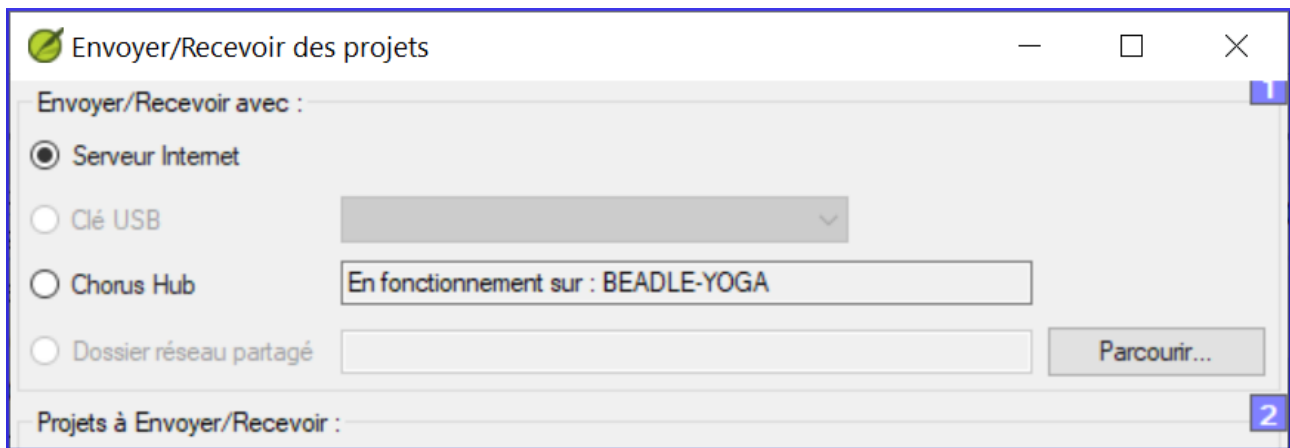 Envoyer/Recevoir des projets
Envoyer/Recevoir avec :
1
Serveur Internet
Clé USB
Chorus Hub
En fonctionnement sur : BEADLE-YOGA
Dossier réseau partagé
Parcourir...
Projets à Envoyer/Recevoir :
2